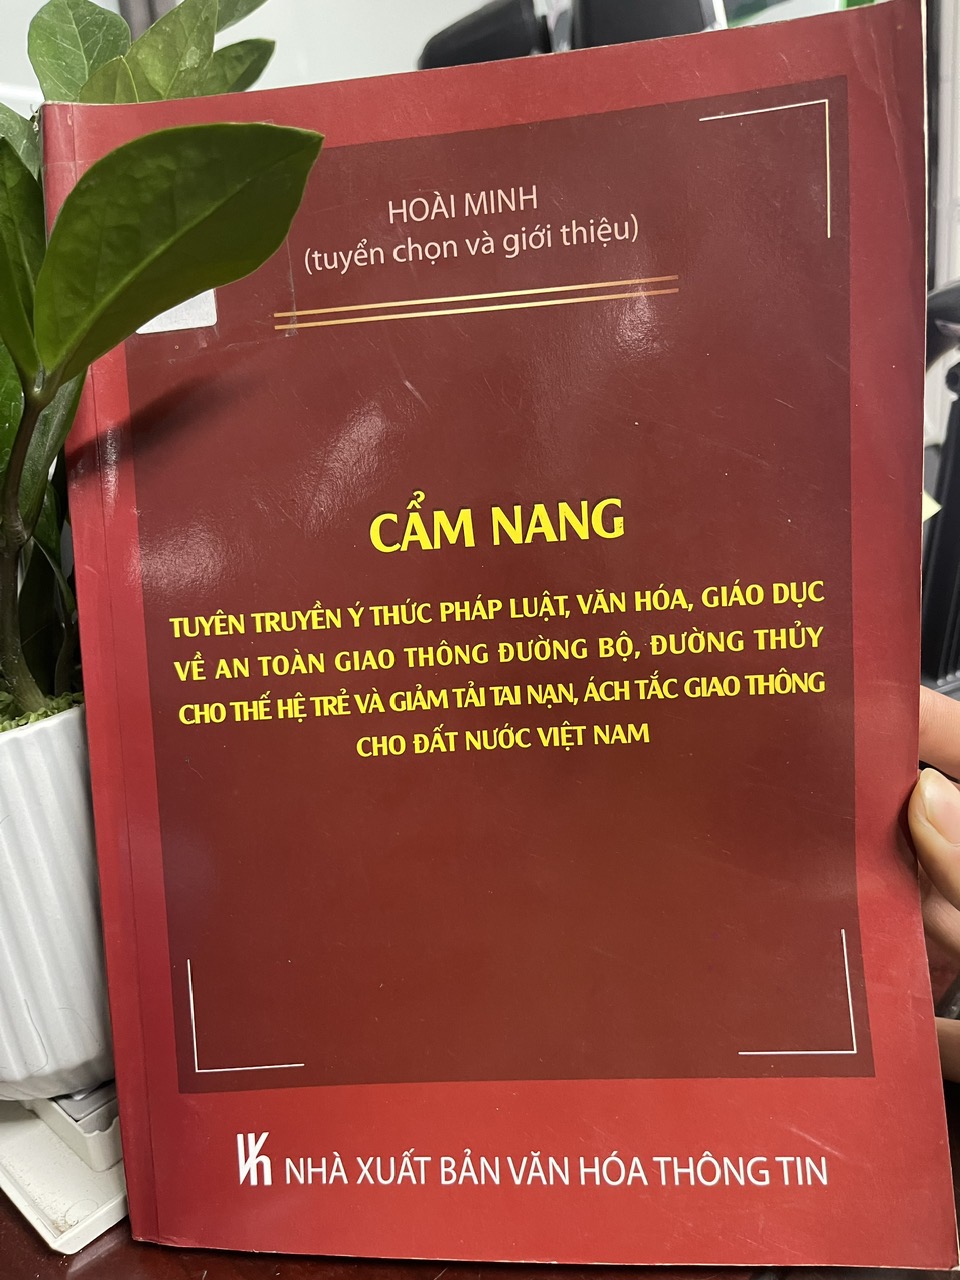 HOÀI MINH
(tuyển chọn và giới thiệu)
CẨM NANG
TUYÊN TRUYỀN Ý THỨC PHÁP LUẬT, VĂN HÓA, GIÁO DỤC
VỀ AN TOÀN GIAO THÔNG ĐƯỜNG BỘ, ĐƯỜNG THỦY
CHO THẾ HỆ TRẺ VÀ GIẢM TẢI TAI NẠN, ÁCH TẮC GIAO THÔNG
CHO ĐẤT NƯỚC VIỆT NAM
NHÀ XUẤT BẢN VĂN HÓA THÔNG TIN